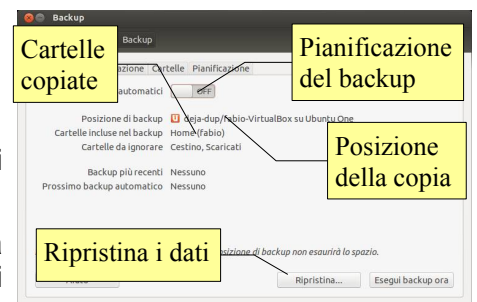 Backup
Backup
Cartelle
copiate
Pianificazione
del backup
azione Cartelle Pianificazione
automatici OFF
Posizione di backup deja-dup/fabio-VirtualBox su Ubuntu One
Cartelle incluse nel backup Home (fabio)
Cartelle da ignorare Cestino, Scaricati
Posizione
della copia
Backup più recenti Nessuno
Prossimo backup automatico Nessuno
Ripristina i dati
posizione di backup non esaurirà lo spazio.
Ripristina... Esegui backup ora